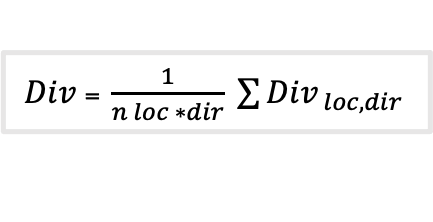 Div = 1/(n loc *dir) ∑ Div loc,dir